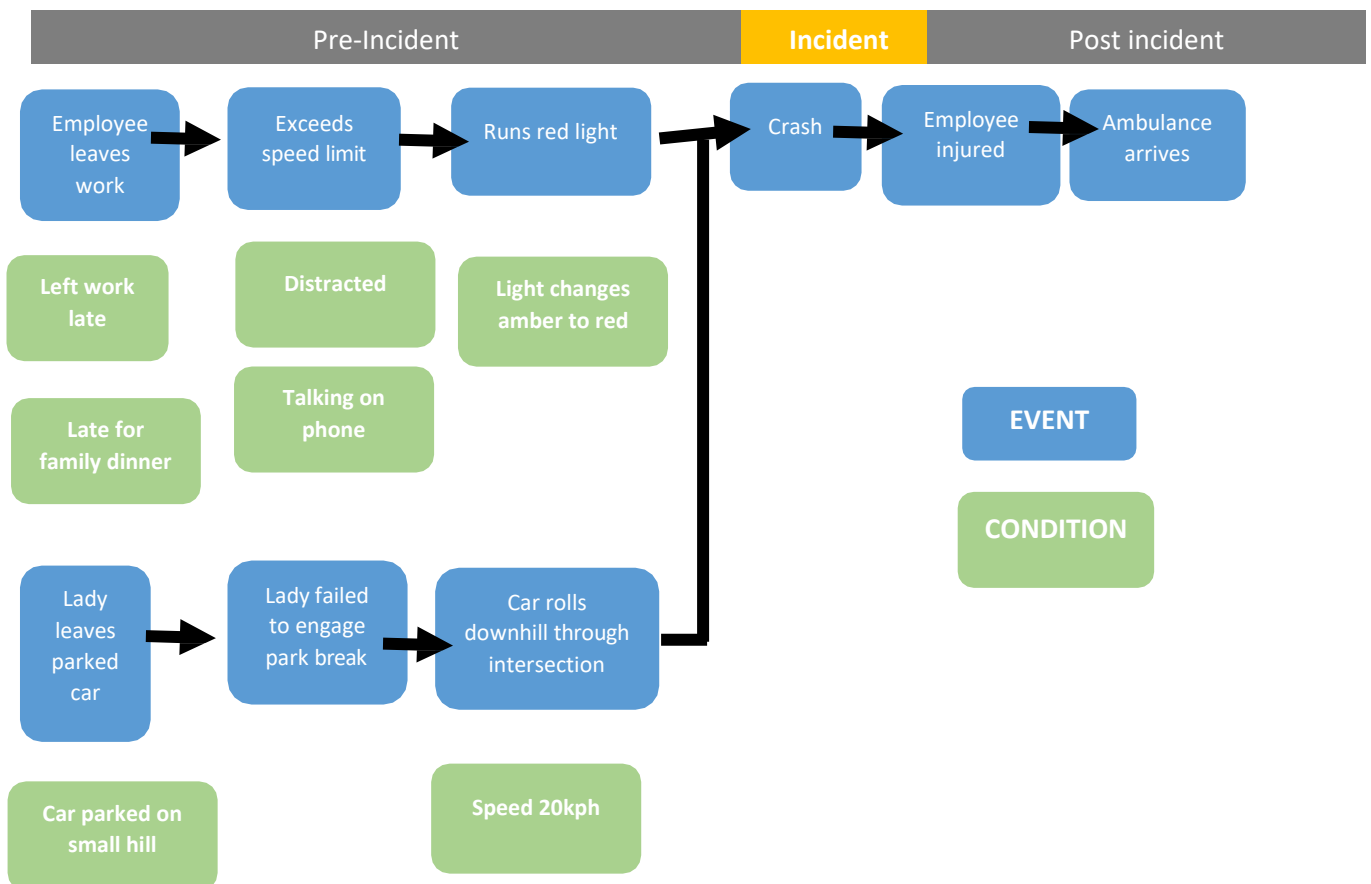 Pre-Incident
Incident
Post incident
Employee
leaves
work
Exceeds
speed limit
Runs red light
Crash
Employee
injured
Ambulance
arrives
Left work
late
Distracted
Light changes
amber to red
Late for
family dinner
Talking on
phone
EVENT
CONDITION
Lady
leaves
parked
car
Lady failed
to engage
park break
Car rolls
downhill through
intersection
Car parked on
small hill
Speed 20kph